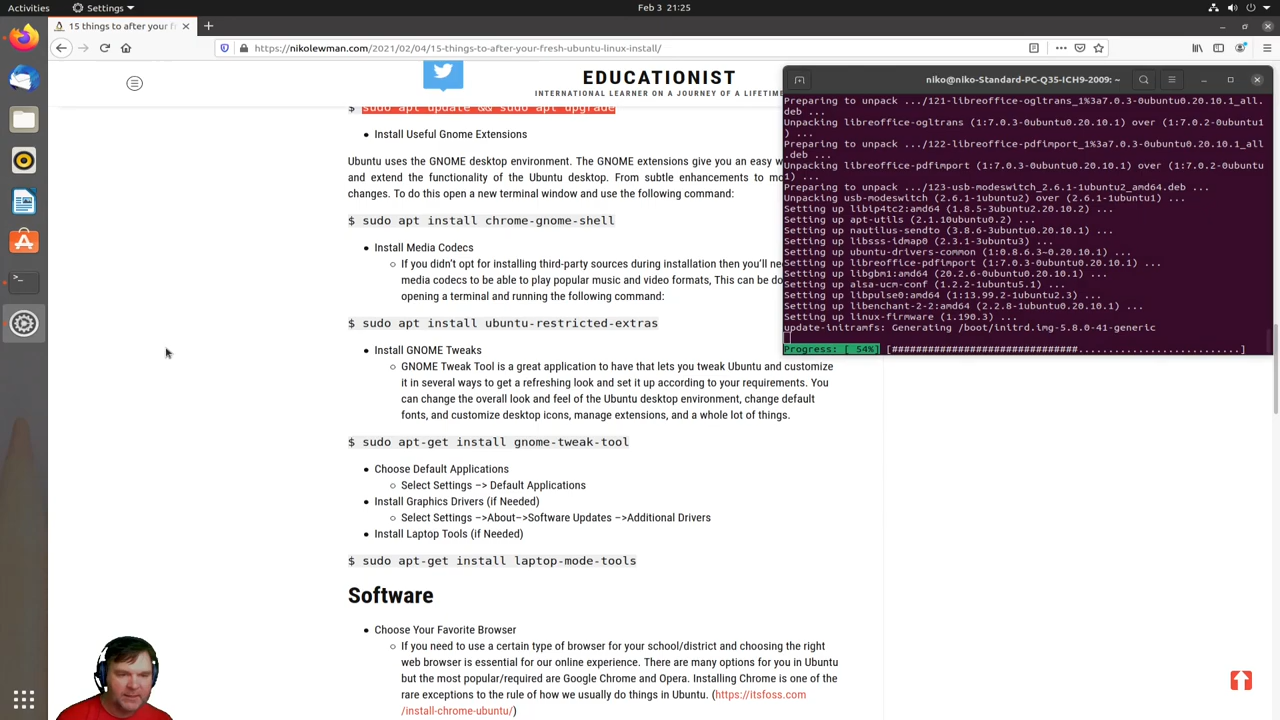 Activities
Settings
Feb 3 21:25
15 things to after your fr
https://nikolewman.com/2021/02/04/15-things-to-after-your-fresh-ubuntu-linux-install/
EDUCATIONIST
INTERNATIONAL LEARNER ON A JOURNEY OF A LIFETIME
$ sudo apt update && sudo apt upgrade
• Install Useful Gnome Extensions
Ubuntu uses the GNOME desktop environment. The GNOME extensions give you an easy w
and extend the functionality of the Ubuntu desktop. From subtle enhancements to mo
changes. To do this open a new terminal window and use the following command:
$ sudo apt install chrome-gnome-shell
• Install Media Codecs
○ If you didn't opt for installing third-party sources during installation then you'll ne
media codecs to be able to play popular music and video formats, This can be do
opening a terminal and running the following command:
$ sudo apt install ubuntu-restricted-extras
• Install GNOME Tweaks
○ GNOME Tweak Tool is a great application to have that lets you tweak Ubuntu and customize
it in several ways to get a refreshing look and set it up according to your requirements. You
can change the overall look and feel of the Ubuntu desktop environment, change default
fonts, and customize desktop icons, manage extensions, and a whole lot of things.
$ sudo apt-get install gnome-tweak-tool
• Choose Default Applications
○ Select Settings –> Default Applications
• Install Graphics Drivers (if Needed)
○ Select Settings –>About–>Software Updates –>Additional Drivers
• Install Laptop Tools (if Needed)
$ sudo apt-get install laptop-mode-tools
Software
• Choose Your Favorite Browser
○ If you need to use a certain type of browser for your school/district and choosing the right
web browser is essential for our online experience. There are many options for you in Ubuntu
but the most popular/required are Google Chrome and Opera. Installing Chrome is one of the
rare exceptions to the rule of how we usually do things in Ubuntu. (https://itsfoss.com
/install-chrome-ubuntu/)
niko@niko-Standard-PC-Q35-ICH9-2009: ~
Preparing to unpack .../121-libreoffice-ogltrans_1%3a7.0.3-0ubuntu0.20.10.1_all.
deb ...
Unpacking libreoffice-ogltrans (1:7.0.3-0ubuntu0.20.10.1) over (1:7.0.2-0ubuntu1
) ...
Preparing to unpack .../122-libreoffice-pdfimport_1%3a7.0.3-0ubuntu0.20.10.1_all
.deb ...
Unpacking libreoffice-pdfimport (1:7.0.3-0ubuntu0.20.10.1) over (1:7.0.2-0ubuntu
1) ...
Preparing to unpack .../123-usb-modeswitch_2.6.1-1ubuntu2_amd64.deb ...
Unpacking usb-modeswitch (2.6.1-1ubuntu2) over (2.6.1-1ubuntu1) ...
Setting up libip4tc2:amd64 (1.8.5-3ubuntu2.20.10.2) ...
Setting up apt-utils (2.1.10ubuntu0.2) ...
Setting up nautilus-sendto (3.8.6-3ubuntu0.20.10.1) ...
Setting up libsss-idmap0 (2.3.1-3ubuntu3) ...
Setting up ubuntu-drivers-common (1:0.8.6.3~0.20.10.1) ...
Setting up libreoffice-pdfimport (1:7.0.3-0ubuntu0.20.10.1) ...
Setting up libgbm1:amd64 (20.2.6-0ubuntu0.20.10.1) ...
Setting up alsa-ucm-conf (1.2.2-1ubuntu5.1) ...
Setting up libpulse0:amd64 (1:13.99.2-1ubuntu2.3) ...
Setting up libenchant-2-2:amd64 (2.2.8-1ubuntu0.20.10.1) ...
Setting up linux-firmware (1.190.3) ...
update-initramfs: Generating /boot/initrd.img-5.8.0-41-generic
Progress: [ 54%] [###############################...........................]